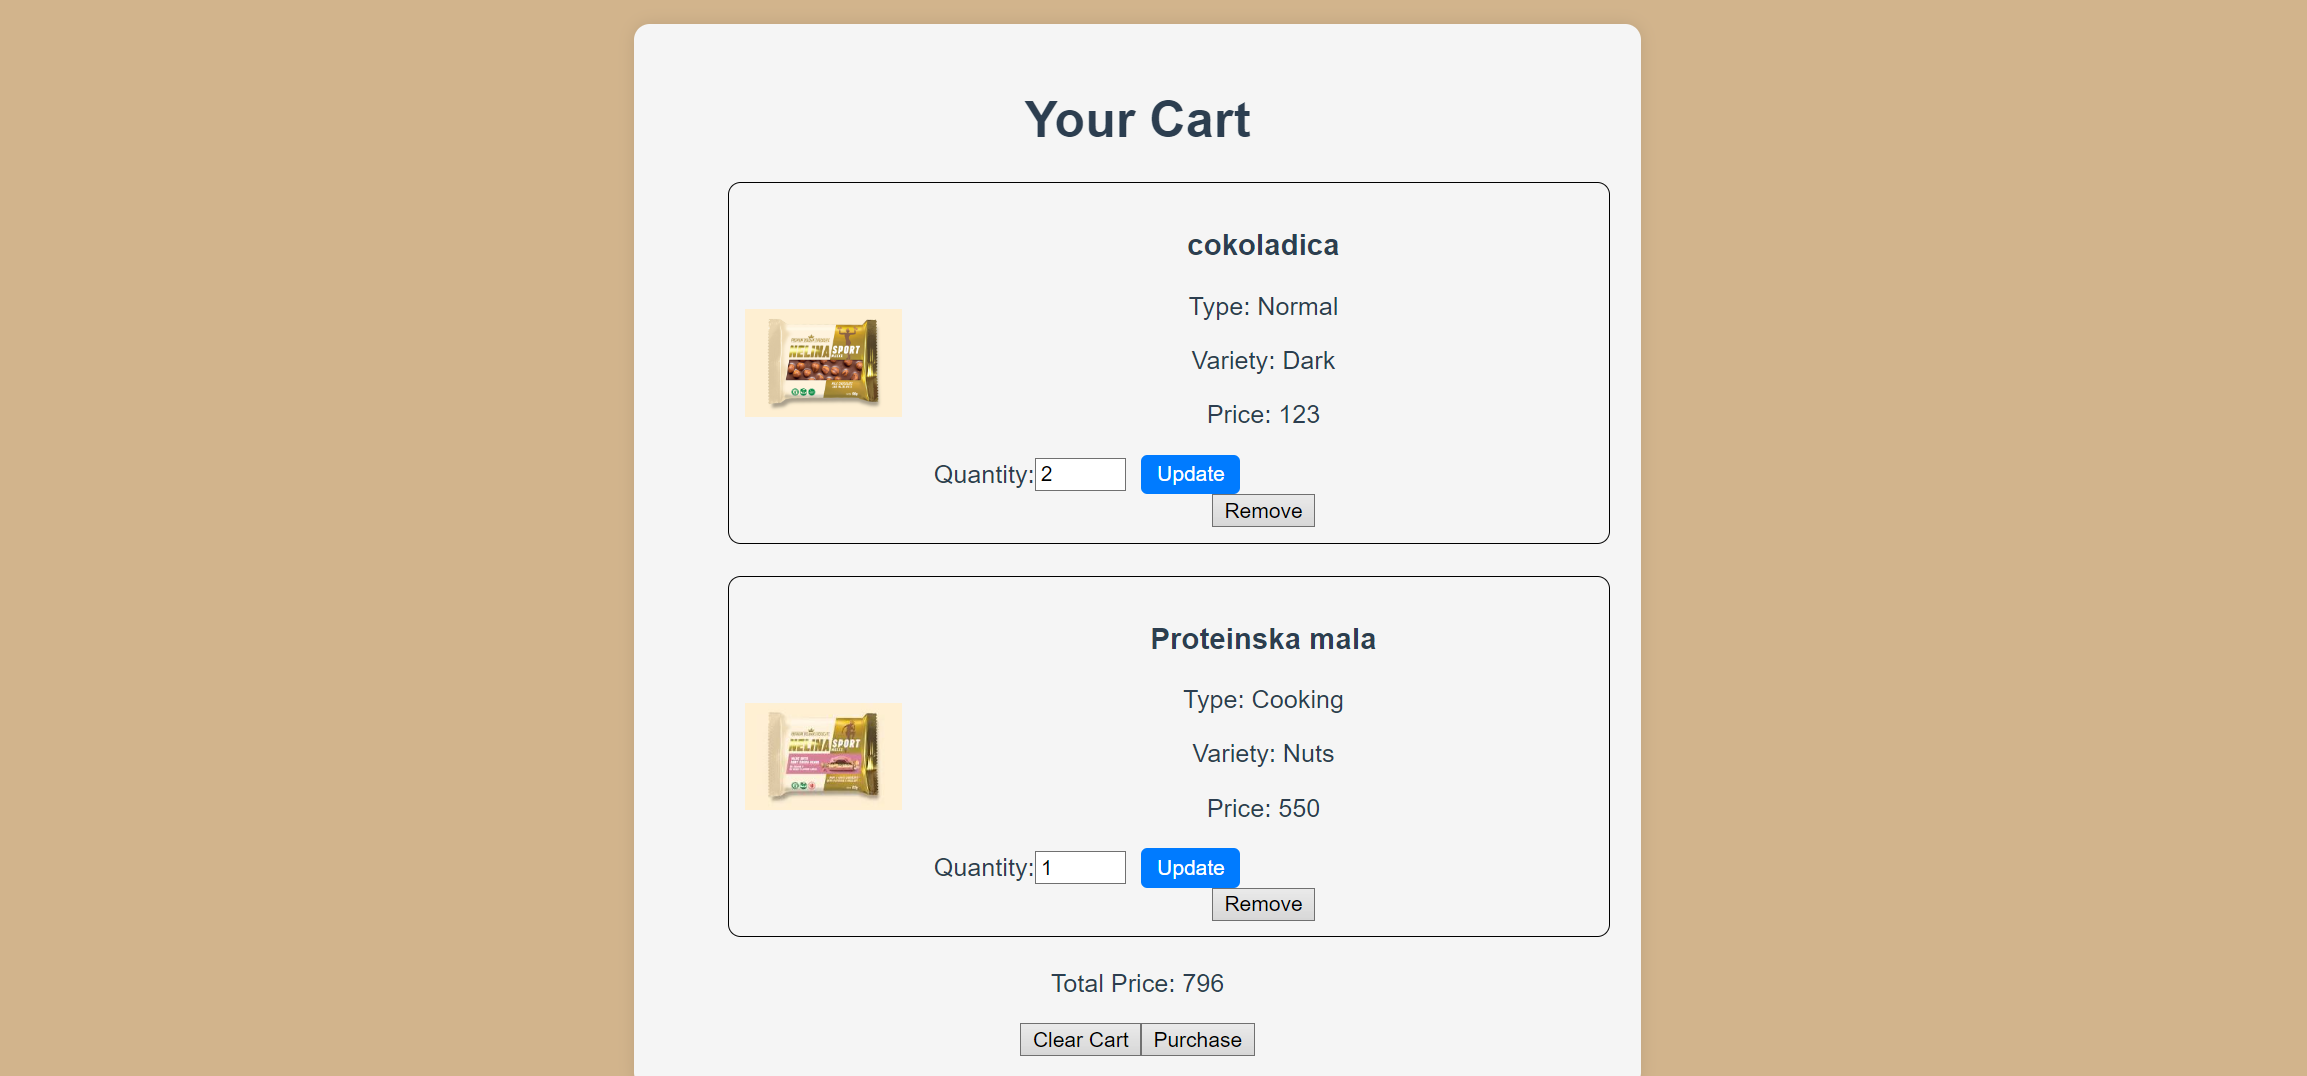 Your Cart
cokoladica
Type: Normal
Variety: Dark
Price: 123
NELINA SPORT
Quantity: 2 Update
Remove
Proteinska mala
Type: Cooking
Variety: Nuts
Price: 550
NELINA SPORT
Quantity: 1 Update
Remove
Total Price: 796
Clear Cart Purchase